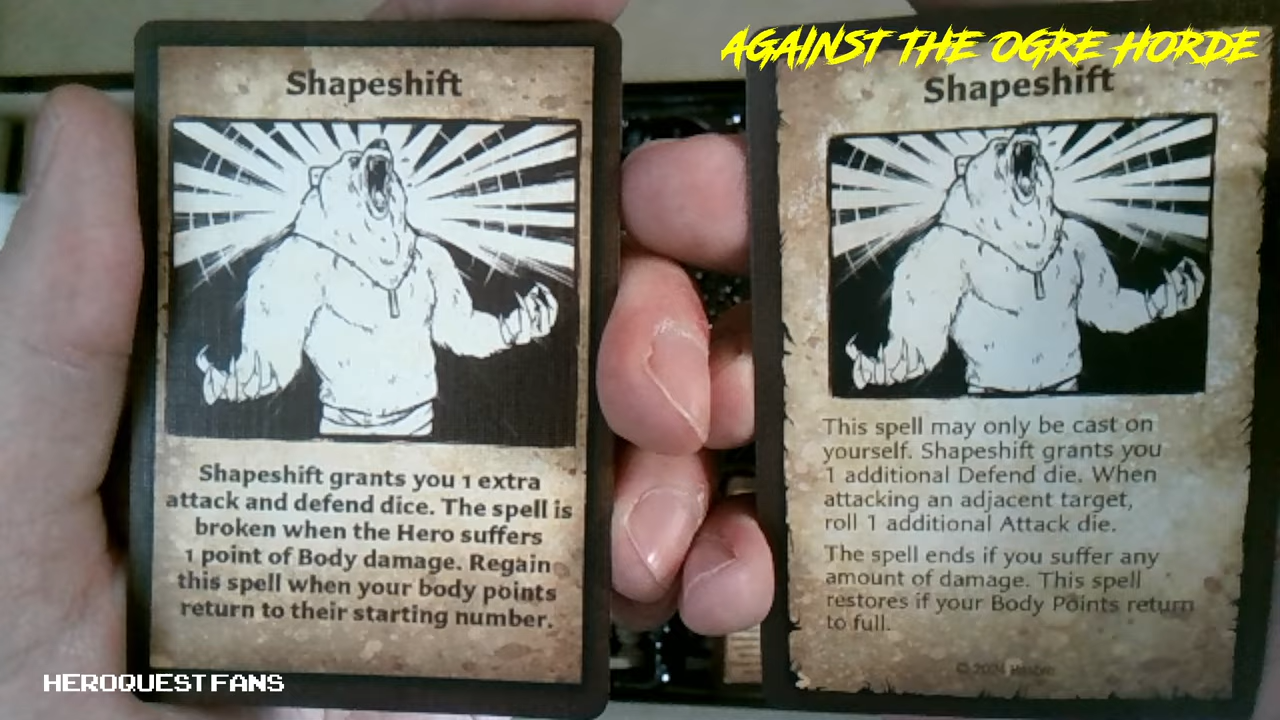 AGAINST THE OGRE HORDE
Shapeshift
Shapeshift grants you 1 extra
attack and defend dice. The spell is
broken when the Hero suffers
1 point of Body damage. Regain
this spell when your body points
return to their starting number.
Shapeshift
This spell may only be cast on
yourself. Shapeshift grants you
1 additional Defend die. When
attacking an adjacent target,
roll 1 additional Attack die.
The spell ends if you suffer any
amount of damage. This spell
restores if your Body Points return
to full.
© Hasbro
HEROQUEST FANS